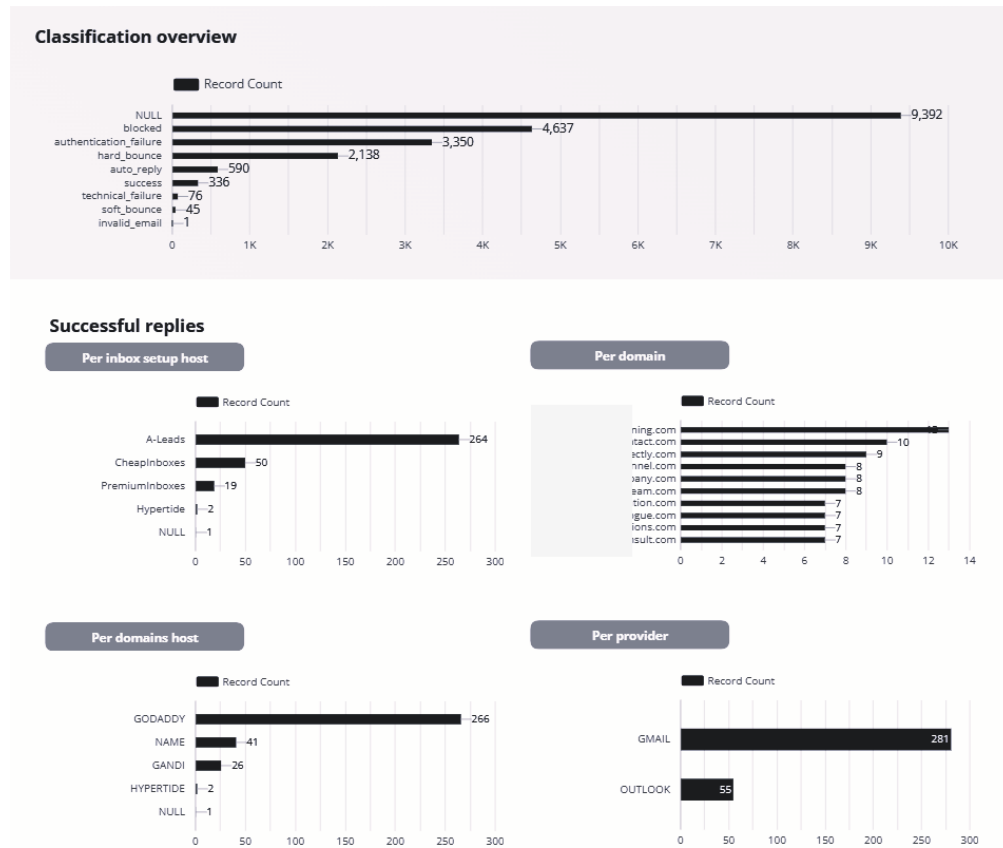 Classification overview
Record Count
NULL 9,392
blocked 4,637
authentication_failure 3,350
hard_bounce 2,138
auto_reply 590
success 336
technical_failure 76
soft_bounce 45
invalid_email 1
0 1K 2K 3K 4K 5K 6K 7K 8K 9K 10K
Successful replies
Per inbox setup host
Record Count
A-Leads 264
CheapInboxes 50
PremiumInboxes 19
Hypertide 2
NULL 1
0 50 100 150 200 250 300
Per domain
Record Count
ning.com
tact.com 10
ectly.com 9
nnel.com 8
pany.com 8
eam.com 8
tion.com 7
ngue.com 7
ions.com 7
nsult.com 7
0 2 4 6 8 10 12 14
Per domains host
Record Count
GODADDY 266
NAME 41
GANDI 26
HYPERTIDE 2
NULL 1
0 50 100 150 200 250 300
Per provider
Record Count
GMAIL 281
OUTLOOK 55
0 50 100 150 200 250 300